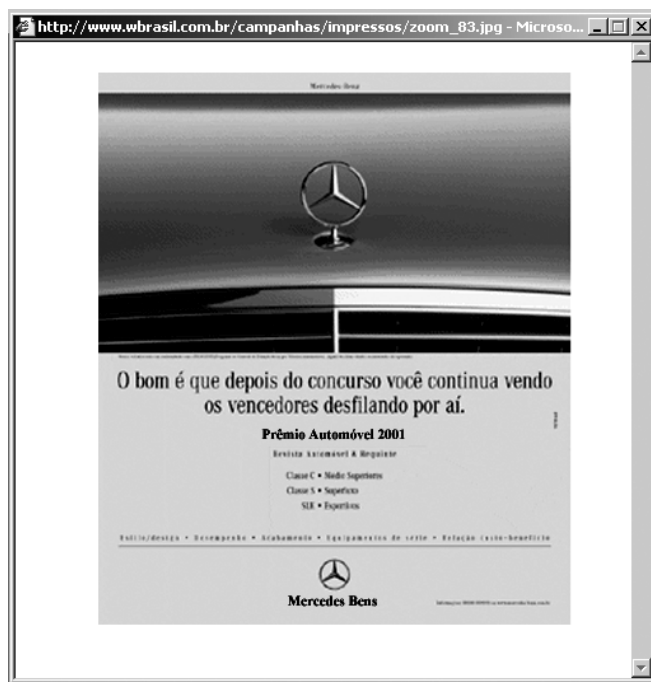 http://www.wbrasil.com.br/campanhas/impressos/zoom_83.jpg - Microso...
Mercedes-Benz
O bom é que depois do concurso você continua vendo
os vencedores desfilando por aí.
Prêmio Automóvel 2001
Revista Automóvel & Requinte
Classe C • Médio Superiores
Classe S • Superluxo
SLK • Esportivos
Estilo/design • Desempenho • Acabamento • Equipamentos de série • Relação custo-benefício
Mercedes Bens